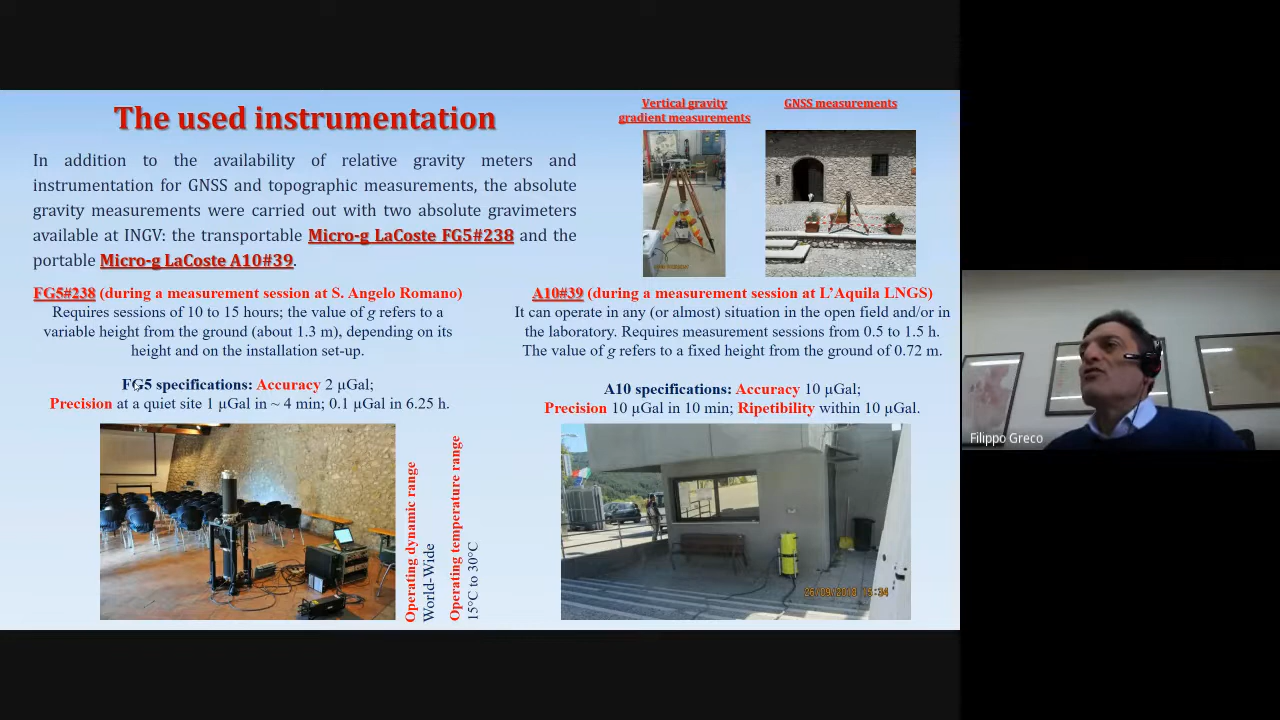 The used instrumentation
In addition to the availability of relative gravity meters and
instrumentation for GNSS and topographic measurements, the absolute
gravity measurements were carried out with two absolute gravimeters
available at INGV: the transportable Micro-g LaCoste FG5#238 and the
portable Micro-g LaCoste A10#39.
Vertical gravity
gradient measurements
GNSS measurements
FG5#238 (during a measurement session at S. Angelo Romano)
Requires sessions of 10 to 15 hours; the value of g refers to a
variable height from the ground (about 1.3 m), depending on its
height and on the installation set-up.
FG5 specifications: Accuracy 2 µGal;
Precision at a quiet site 1 µGal in ~ 4 min; 0.1 µGal in 6.25 h.
Operating dynamic range
World-Wide
Operating temperature range
15°C to 30°C
A10#39 (during a measurement session at L'Aquila LNGS)
It can operate in any (or almost) situation in the open field and/or in
the laboratory. Requires measurement sessions from 0.5 to 1.5 h.
The value of g refers to a fixed height from the ground of 0.72 m.
A10 specifications: Accuracy 10 µGal;
Precision 10 µGal in 10 min; Ripetibility within 10 µGal.
Filippo Greco